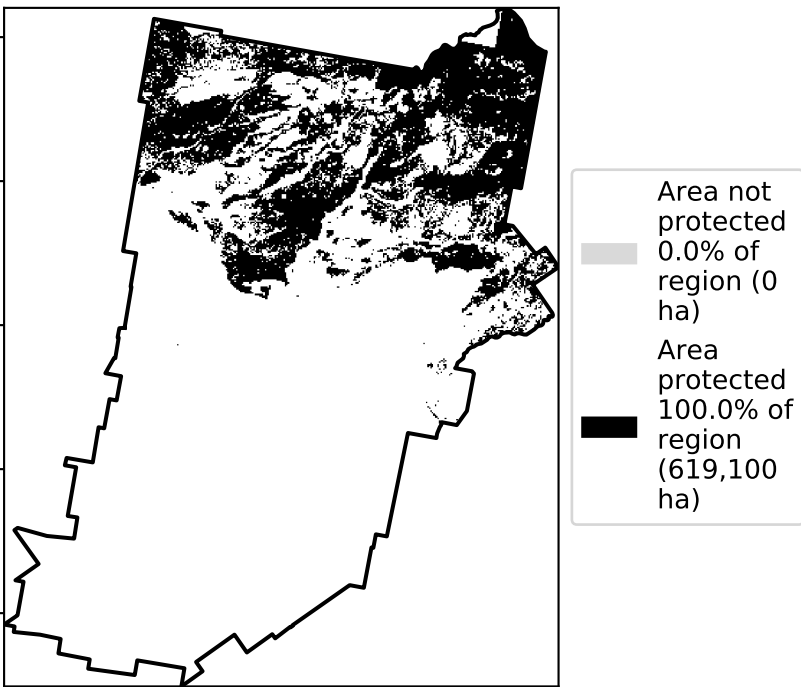 Area not
protected
0.0% of
region (0
ha)
Area
protected
100.0% of
region
(619,100
ha)